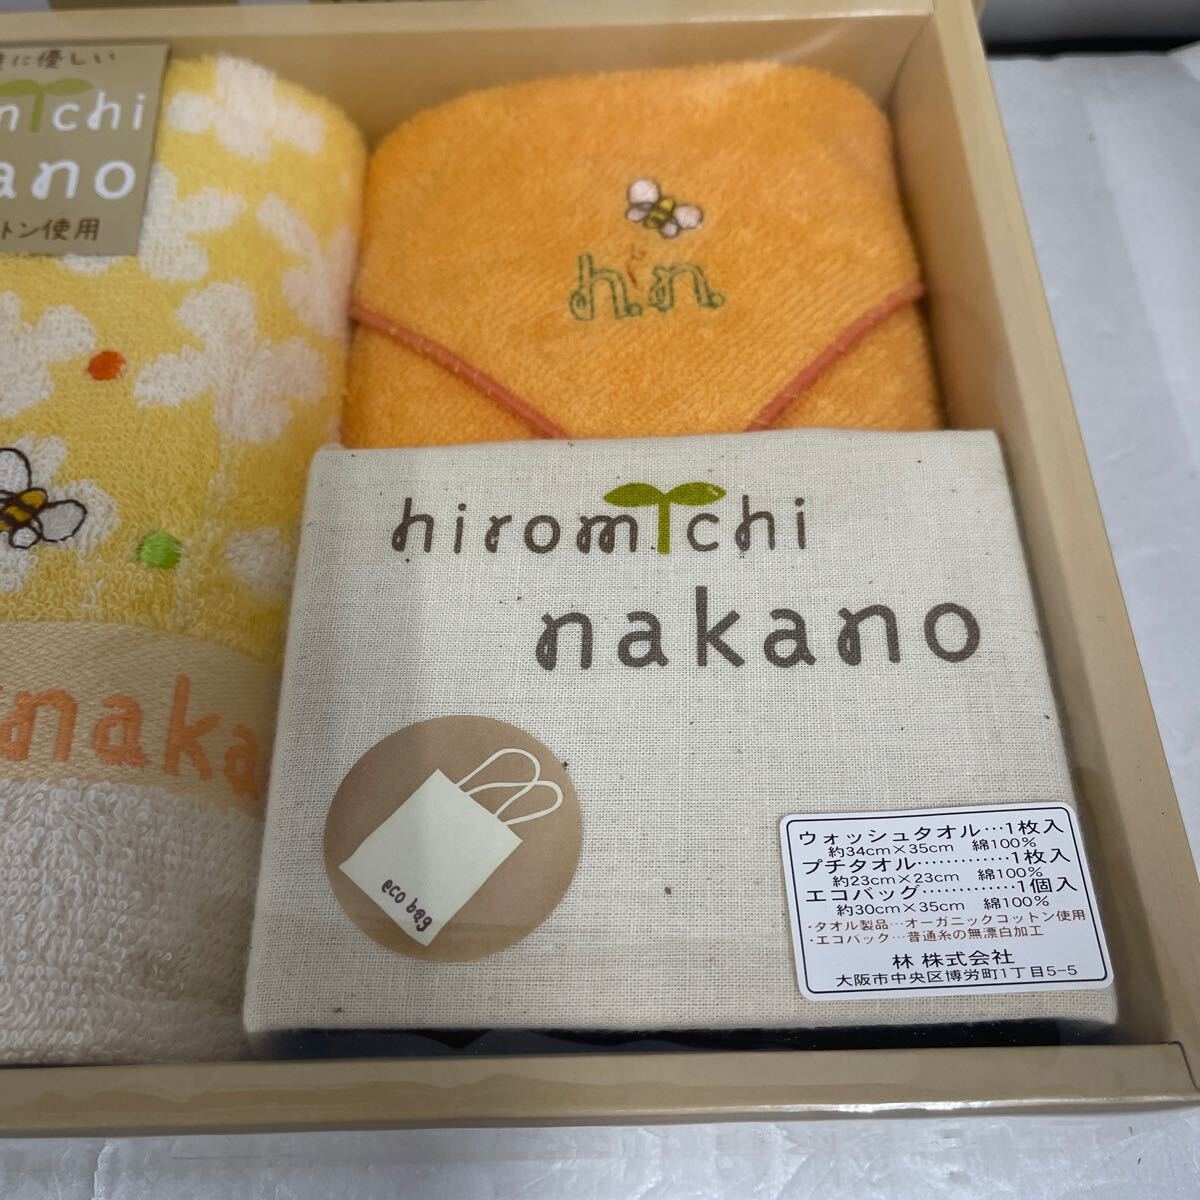 に優しい
michi
ano
トン使用
h.n.
hiromichi
nakano
naka
eco bag
ウォッシュタオル…1枚入
約34cm×35cm 綿100%
プチタオル…………1枚入
約23cm×23cm 綿100%
エコバッグ…………1個入
約30cm×35cm 綿100%
・タオル製品…オーガニックコットン使用
・エコバック…普通糸の無漂白加工
林 株式会社
大阪市中央区博労町1丁目5-5